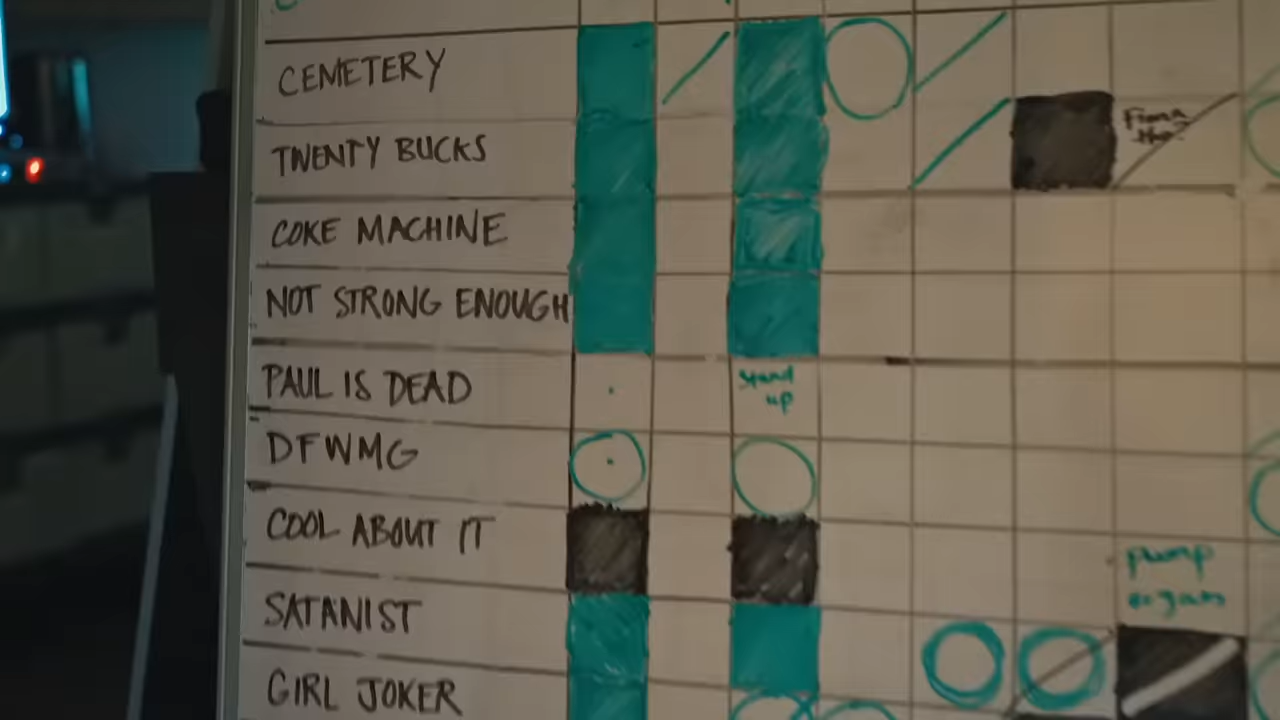 CEMETERY
TWENTY BUCKS
COKE MACHINE
NOT STRONG ENOUGH
PAUL IS DEAD
stand
up
DFWMG
COOL ABOUT IT
pump
organ
SATANIST
GIRL JOKER